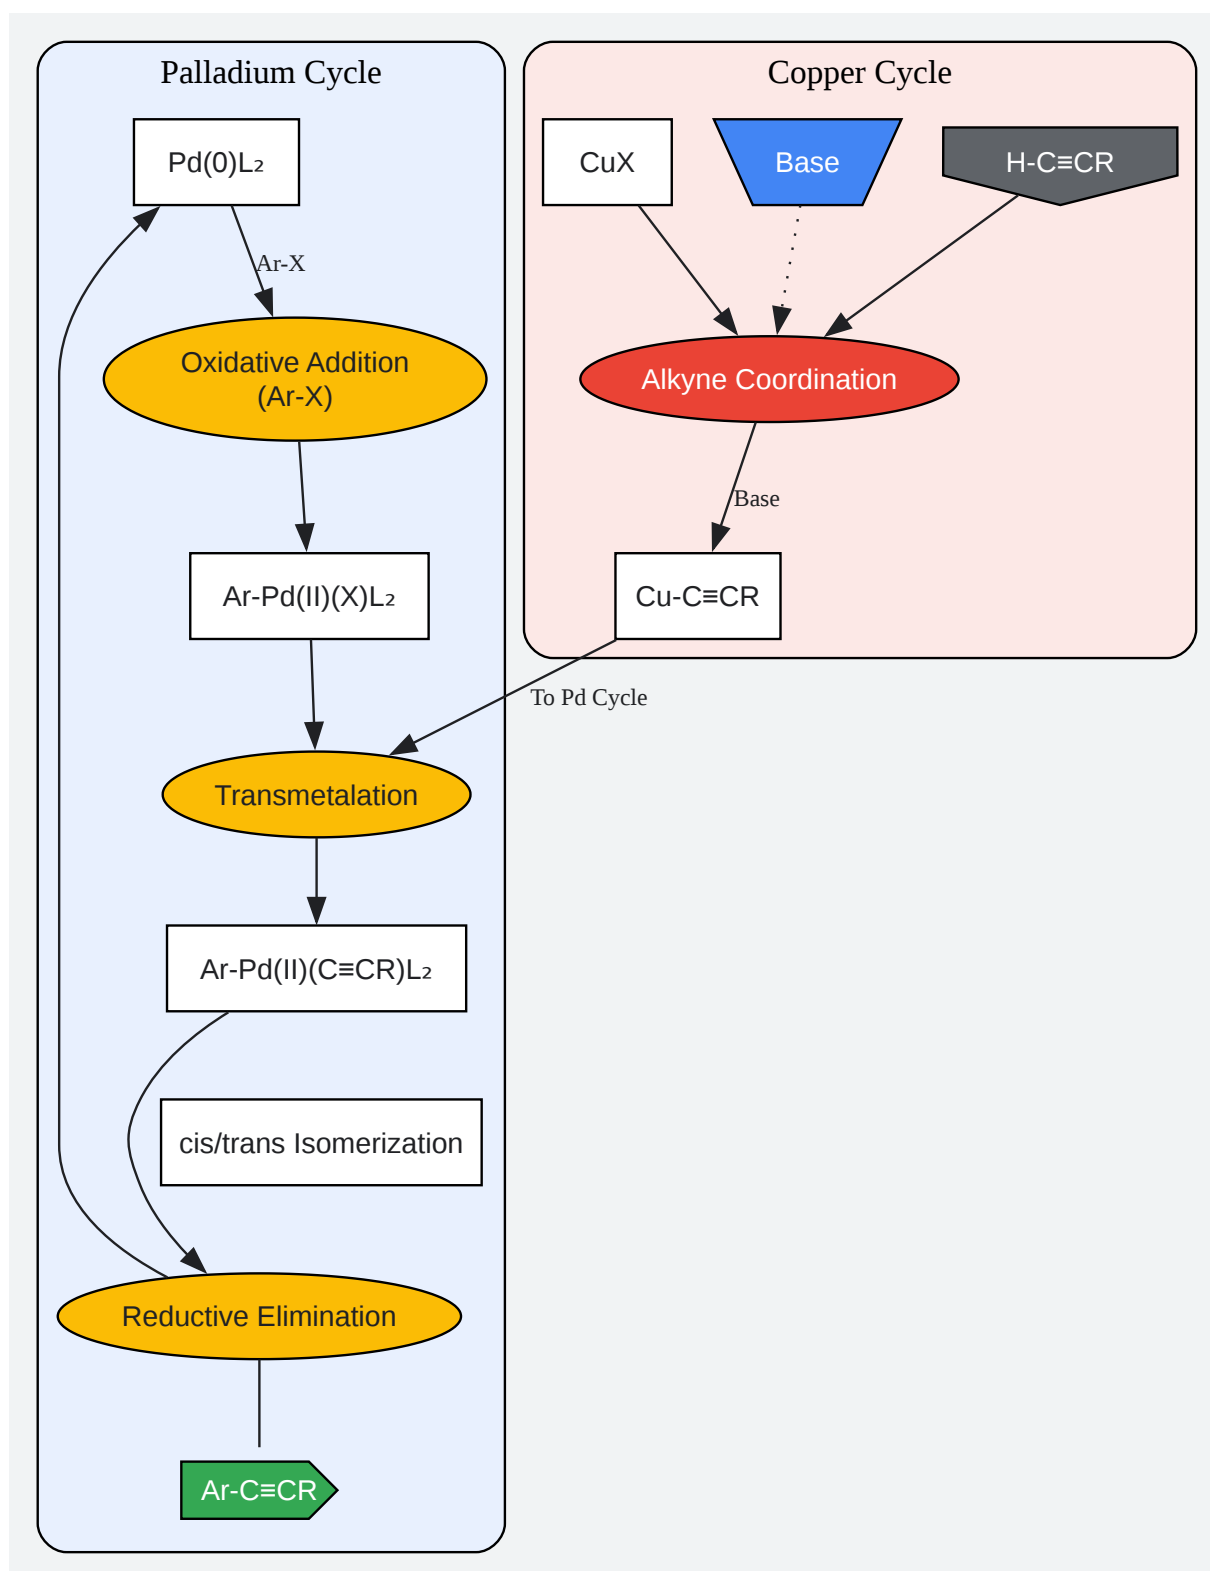 Palladium Cycle
Copper Cycle
Pd(0)L₂
CuX
Base
H-C≡CR
Ar-X
Oxidative Addition
(Ar-X)
Alkyne Coordination
Base
Ar-Pd(II)(X)L₂
Cu-C≡CR
To Pd Cycle
Transmetalation
Ar-Pd(II)(C≡CR)L₂
cis/trans Isomerization
Reductive Elimination
Ar-C≡CR